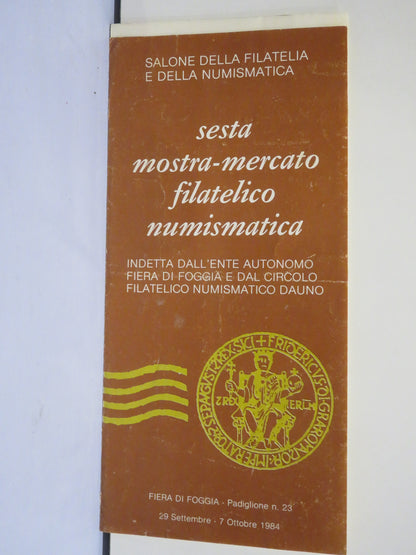 SALONE DELLA FILATELIA
E DELLA NUMISMATICA
sesta
mostra-mercato
filatelico
numismatica
INDETTA DALL'ENTE AUTONOMO
FIERA DI FOGGIA E DAL CIRCOLO
FILATELICO NUMISMATICO DAUNO
FIERA DI FOGGIA - Padiglione n. 23
29 Settembre - 7 Ottobre 1984